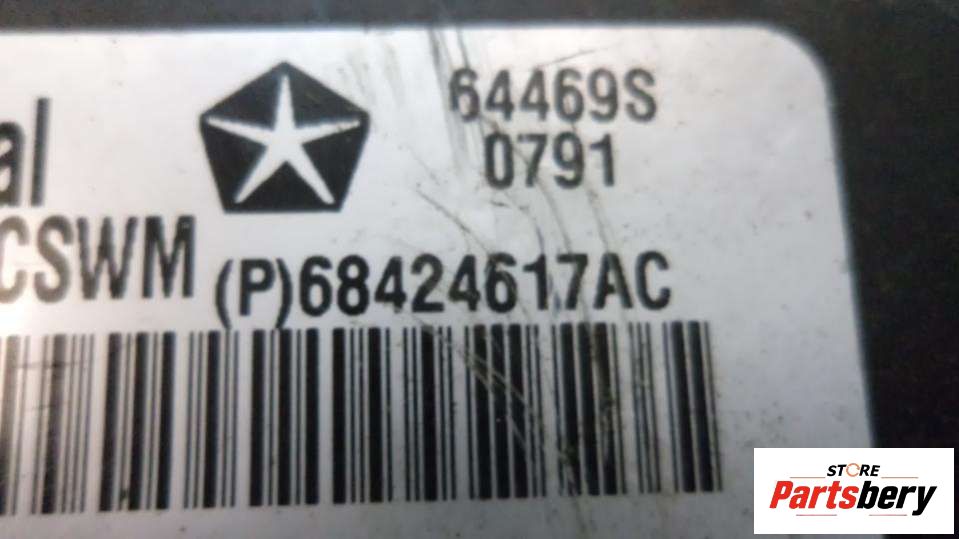 64469S
0791
al
CSWM
(P)68424617AC
STORE
Partsbery